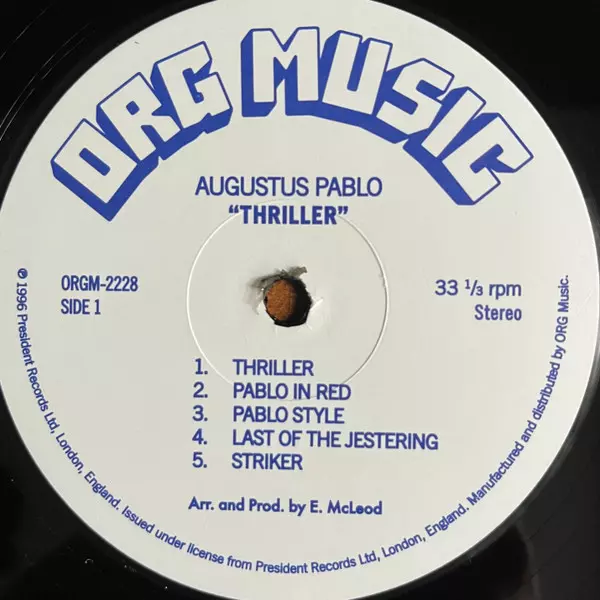 ORG MUSIC
AUGUSTUS PABLO
“THRILLER”
ORGM-2228
SIDE 1
33 1/3 rpm
Stereo
1. THRILLER
2. PABLO IN RED
3. PABLO STYLE
4. LAST OF THE JESTERING
5. STRIKER
Arr. and Prod. by E. McLeod
℗ 1996 President Records Ltd, London, England. Issued under license from President Records Ltd, London, England. Manufactured and distributed by ORG Music.